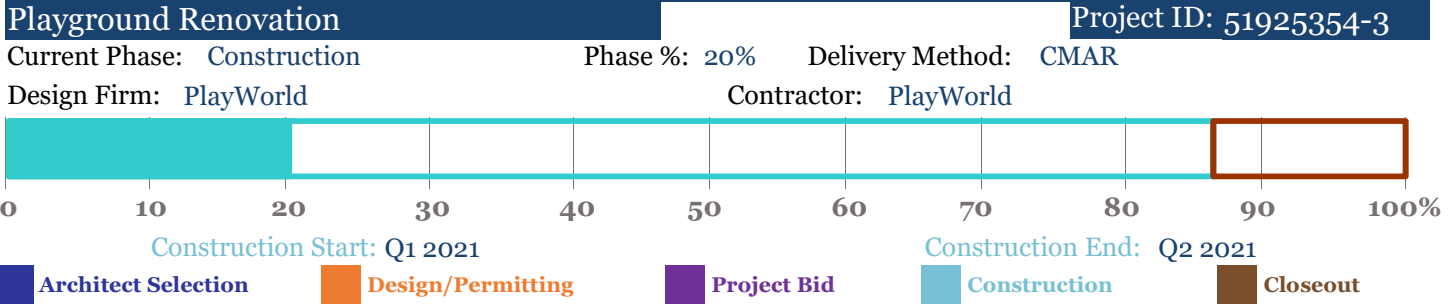 Playground Renovation Project ID: 51925354-3
Current Phase: Construction Phase %: 20% Delivery Method: CMAR
Design Firm: PlayWorld Contractor: PlayWorld
0 10 20 30 40 50 60 70 80 90 100%
Construction Start: Q1 2021 Construction End: Q2 2021
Architect Selection Design/Permitting Project Bid Construction Closeout